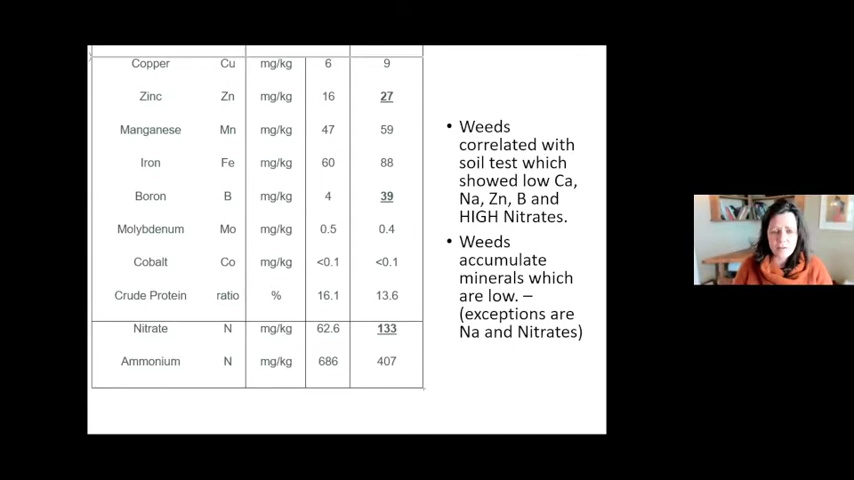 Copper Cu mg/kg 6 9
Zinc Zn mg/kg 16 27
Manganese Mn mg/kg 47 59
Iron Fe mg/kg 60 88
Boron B mg/kg 4 39
Molybdenum Mo mg/kg 0.5 0.4
Cobalt Co mg/kg <0.1 <0.1
Crude Protein ratio % 16.1 13.6
Nitrate N mg/kg 62.6 133
Ammonium N mg/kg 686 407
• Weeds
correlated with
soil test which
showed low Ca,
Na, Zn, B and
HIGH Nitrates.
• Weeds
accumulate
minerals which
are low. –
(exceptions are
Na and Nitrates)